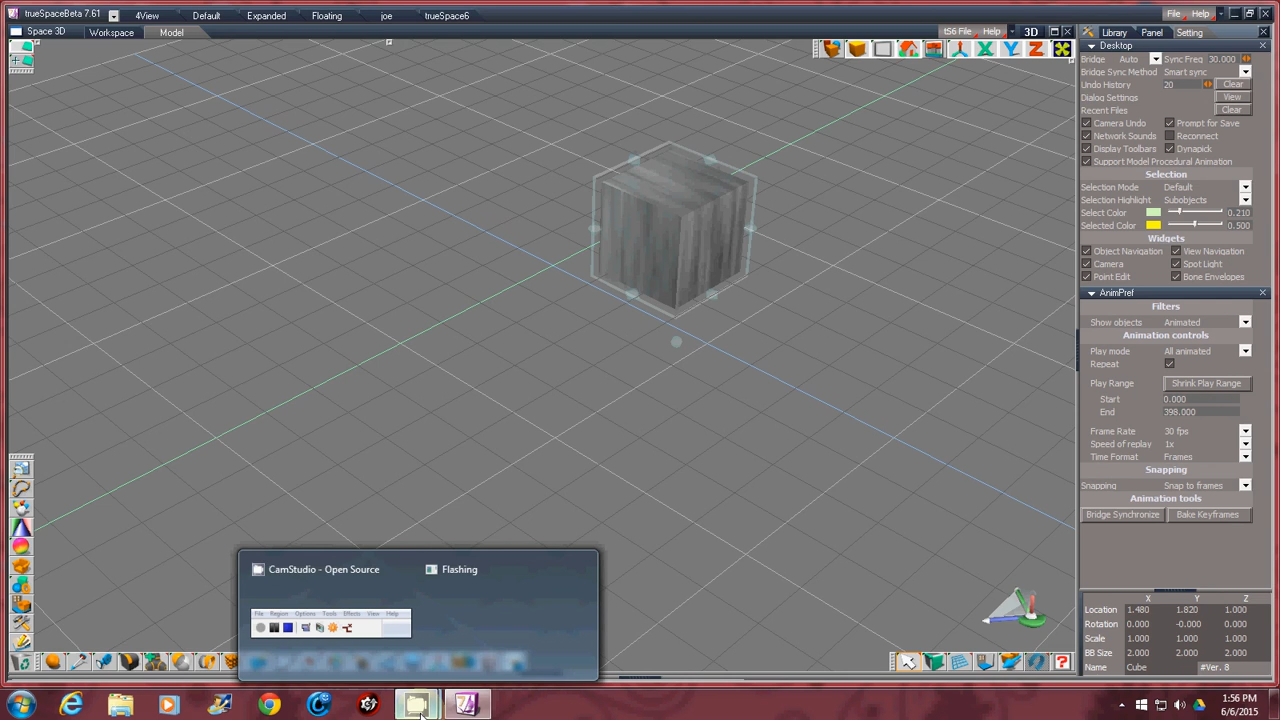 trueSpaceBeta 7.61 4View Default Expanded Floating joe trueSpace6 File Help
Space 3D Workspace Model tS6 File Help 3D Library Panel Setting
Desktop
Bridge Auto Sync Freq 30.000
Bridge Sync Method Smart sync
Undo History 20 Clear
Dialog Settings View
Recent Files Clear
Camera Undo Prompt for Save
Network Sounds Reconnect
Display Toolbars Dynapick
Support Model Procedural Animation
Selection
Selection Mode Default
Selection Highlight Subobjects
Select Color 0.210
Selected Color 0.500
Widgets
Object Navigation View Navigation
Camera Spot Light
Point Edit Bone Envelopes
AnimPref
Filters
Show objects Animated
Animation controls
Play mode All animated
Repeat
Play Range Shrink Play Range
Start 0.000
End 398.000
Frame Rate 30 fps
Speed of replay 1x
Time Format Frames
Snapping
Snapping Snap to frames
Animation tools
Bridge Synchronize Bake Keyframes
X Y Z
Location 1.480 1.820 1.000
Rotation 0.000 -0.000 0.000
Scale 1.000 1.000 1.000
BB Size 2.000 2.000 2.000
Name Cube #Ver. 8
CamStudio - Open Source Flashing
File Region Options Tools Effects View Help
1:56 PM
6/6/2015